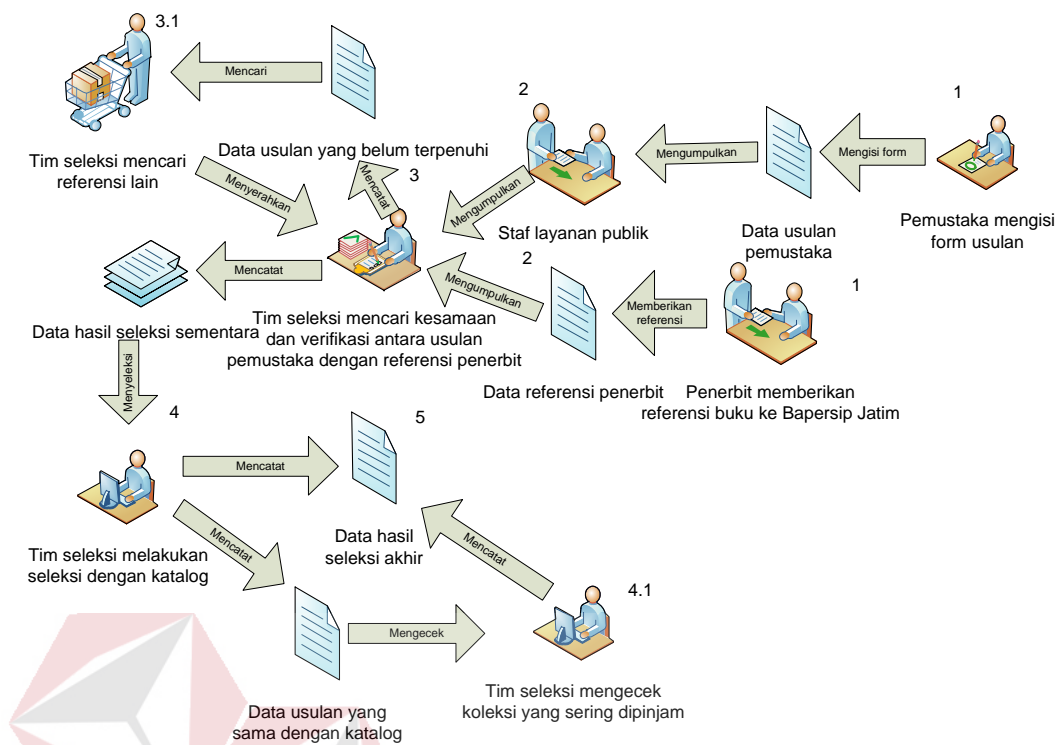 3.1
Mencari
Tim seleksi mencari
referensi lain
Data usulan yang belum terpenuhi
Menyerahkan
Mencatat
3
2
Mengumpulkan
Mengisi form
1
Mengumpulkan
Staf layanan publik
Data usulan
pemustaka
Pemustaka mengisi
form usulan
Mencatat
Data hasil seleksi sementara
Tim seleksi mencari kesamaan
dan verifikasi antara usulan
pemustaka dengan referensi penerbit
Mengumpulkan
2
Memberikan
referensi
1
Data referensi penerbit
Penerbit memberikan
referensi buku ke Bapersip Jatim
Menyeleksi
4
Mencatat
5
Tim seleksi melakukan
seleksi dengan katalog
Mencatat
Data hasil
seleksi akhir
Mencatat
4.1
Mengecek
Data usulan yang
sama dengan katalog
Tim seleksi mengecek
koleksi yang sering dipinjam